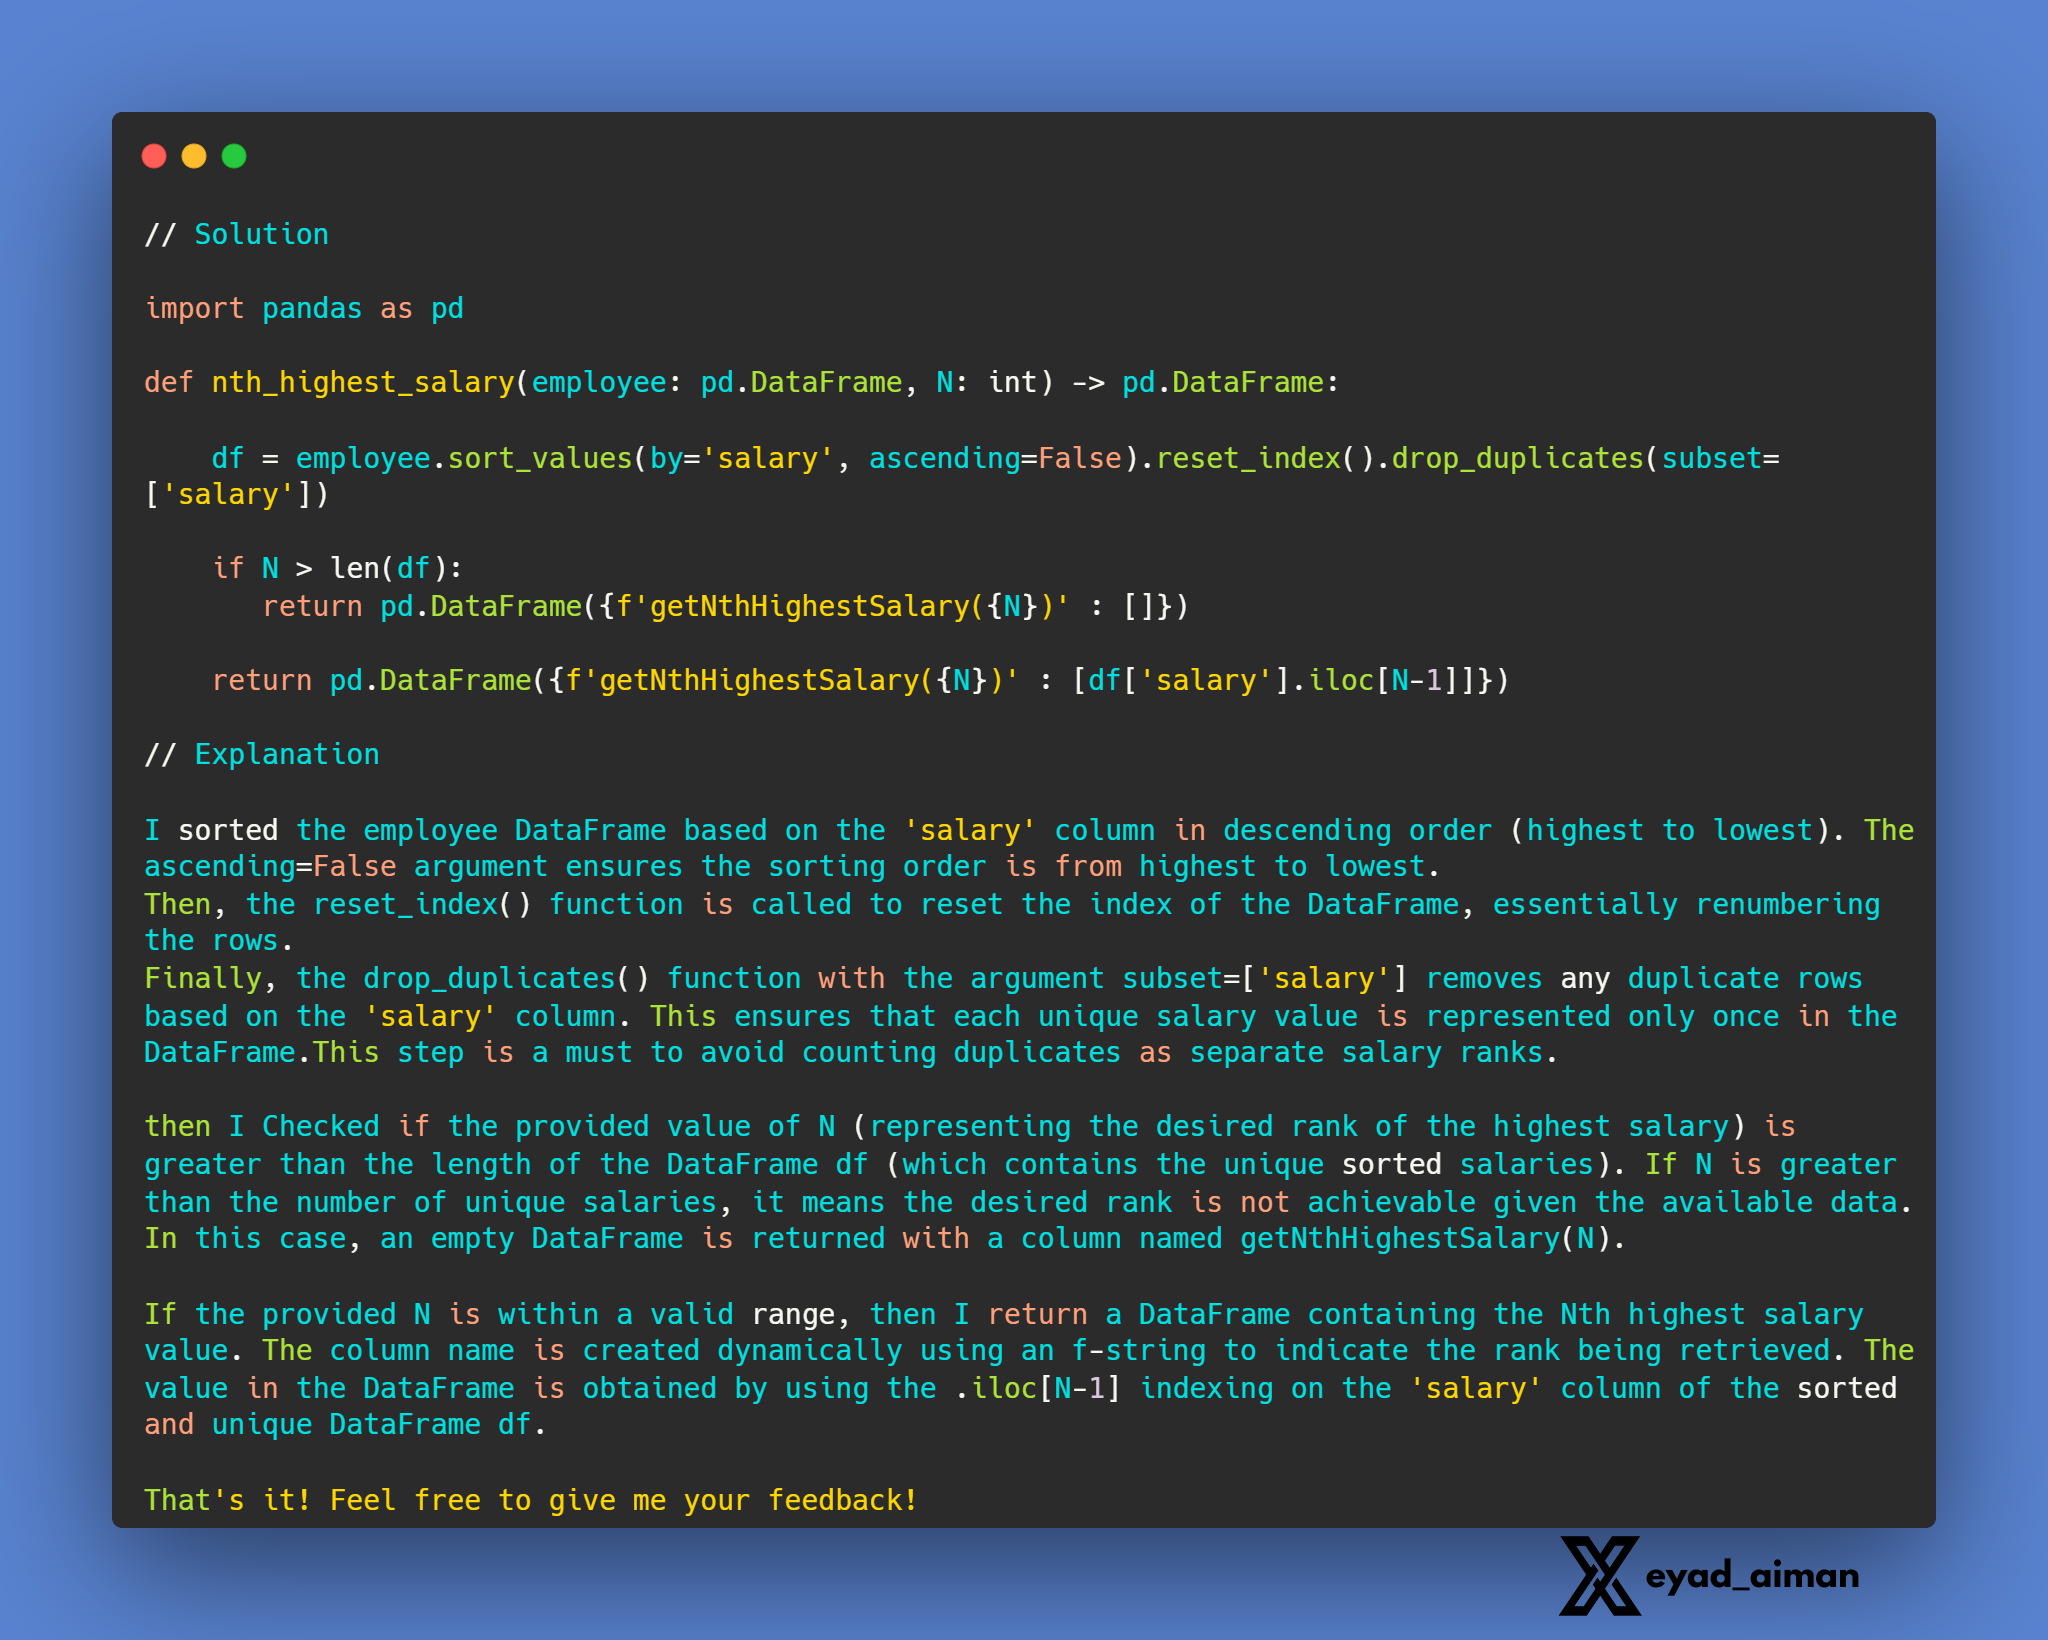 // Solution
import pandas as pd
def nth_highest_salary(employee: pd.DataFrame, N: int) -> pd.DataFrame:
    df = employee.sort_values(by='salary', ascending=False).reset_index().drop_duplicates(subset=
['salary'])
    if N > len(df):
       return pd.DataFrame({f'getNthHighestSalary({N})' : []})
    return pd.DataFrame({f'getNthHighestSalary({N})' : [df['salary'].iloc[N-1]]})
// Explanation
I sorted the employee DataFrame based on the 'salary' column in descending order (highest to lowest). The
ascending=False argument ensures the sorting order is from highest to lowest.
Then, the reset_index() function is called to reset the index of the DataFrame, essentially renumbering
the rows.
Finally, the drop_duplicates() function with the argument subset=['salary'] removes any duplicate rows
based on the 'salary' column. This ensures that each unique salary value is represented only once in the
DataFrame.This step is a must to avoid counting duplicates as separate salary ranks.
then I Checked if the provided value of N (representing the desired rank of the highest salary) is
greater than the length of the DataFrame df (which contains the unique sorted salaries). If N is greater
than the number of unique salaries, it means the desired rank is not achievable given the available data.
In this case, an empty DataFrame is returned with a column named getNthHighestSalary(N).
If the provided N is within a valid range, then I return a DataFrame containing the Nth highest salary
value. The column name is created dynamically using an f-string to indicate the rank being retrieved. The
value in the DataFrame is obtained by using the .iloc[N-1] indexing on the 'salary' column of the sorted
and unique DataFrame df.
That's it! Feel free to give me your feedback!
eyad_aiman